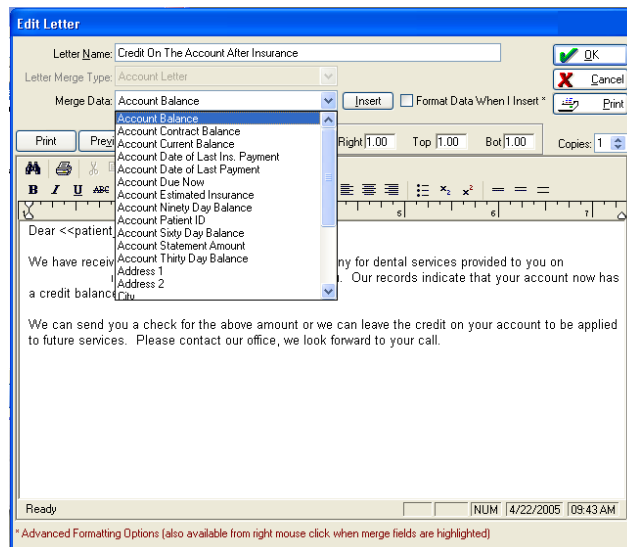 Edit Letter
Letter Name: Credit On The Account After Insurance
OK
Letter Merge Type: Account Letter
Cancel
Merge Data: Account Balance
Insert
Format Data When I Insert *
Print
Account Balance
Account Contract Balance
Account Current Balance
Account Date of Last Ins. Payment
Account Date of Last Payment
Account Due Now
Account Estimated Insurance
Account Ninety Day Balance
Account Patient ID
Account Sixty Day Balance
Account Statement Amount
Account Thirty Day Balance
Address 1
Address 2
City
Print
Right 1.00 Top 1.00 Bot 1.00 Copies: 1
B I U ABC
5 6 7
Dear <<patient_
We have receiv ny for dental services provided to you on
. Our records indicate that your account now has
a credit balance
We can send you a check for the above amount or we can leave the credit on your account to be applied
to future services. Please contact our office, we look forward to your call.
Ready NUM 4/22/2005 09:43 AM
* Advanced Formatting Options (also available from right mouse click when merge fields are highlighted)